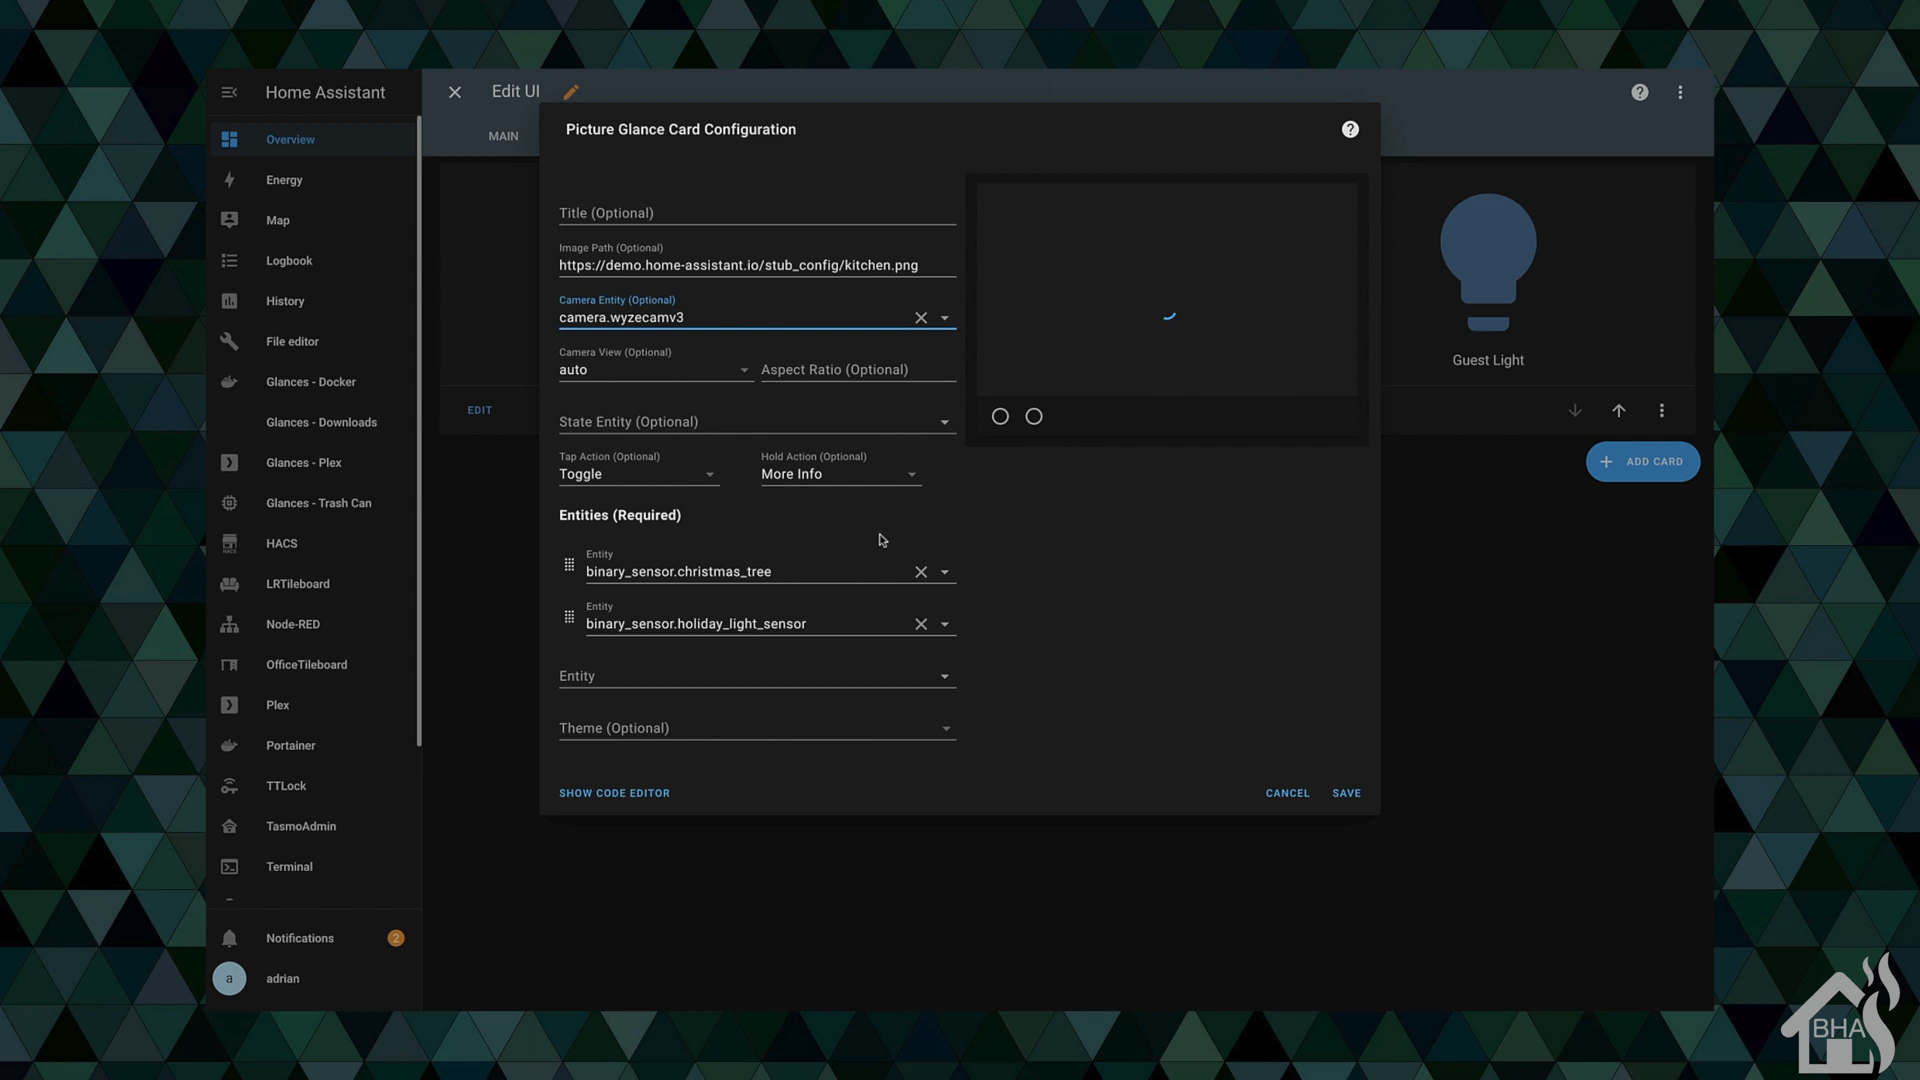 Home Assistant
Overview
Energy
Map
Logbook
History
File editor
Glances - Docker
Glances - Downloads
Glances - Plex
Glances - Trash Can
HACS
HACS
LRTileboard
Node-RED
OfficeTileboard
Plex
Portainer
TTLock
TasmoAdmin
Terminal
Notifications
2
a
adrian
Edit UI
MAIN
EDIT
Picture Glance Card Configuration
Title (Optional)
Image Path (Optional)
https://demo.home-assistant.io/stub_config/kitchen.png
Camera Entity (Optional)
camera.wyzecamv3
Camera View (Optional)
auto
Aspect Ratio (Optional)
State Entity (Optional)
Tap Action (Optional)
Toggle
Hold Action (Optional)
More Info
Entities (Required)
Entity
binary_sensor.christmas_tree
Entity
binary_sensor.holiday_light_sensor
Entity
Theme (Optional)
SHOW CODE EDITOR
CANCEL
SAVE
Guest Light
ADD CARD
BHA